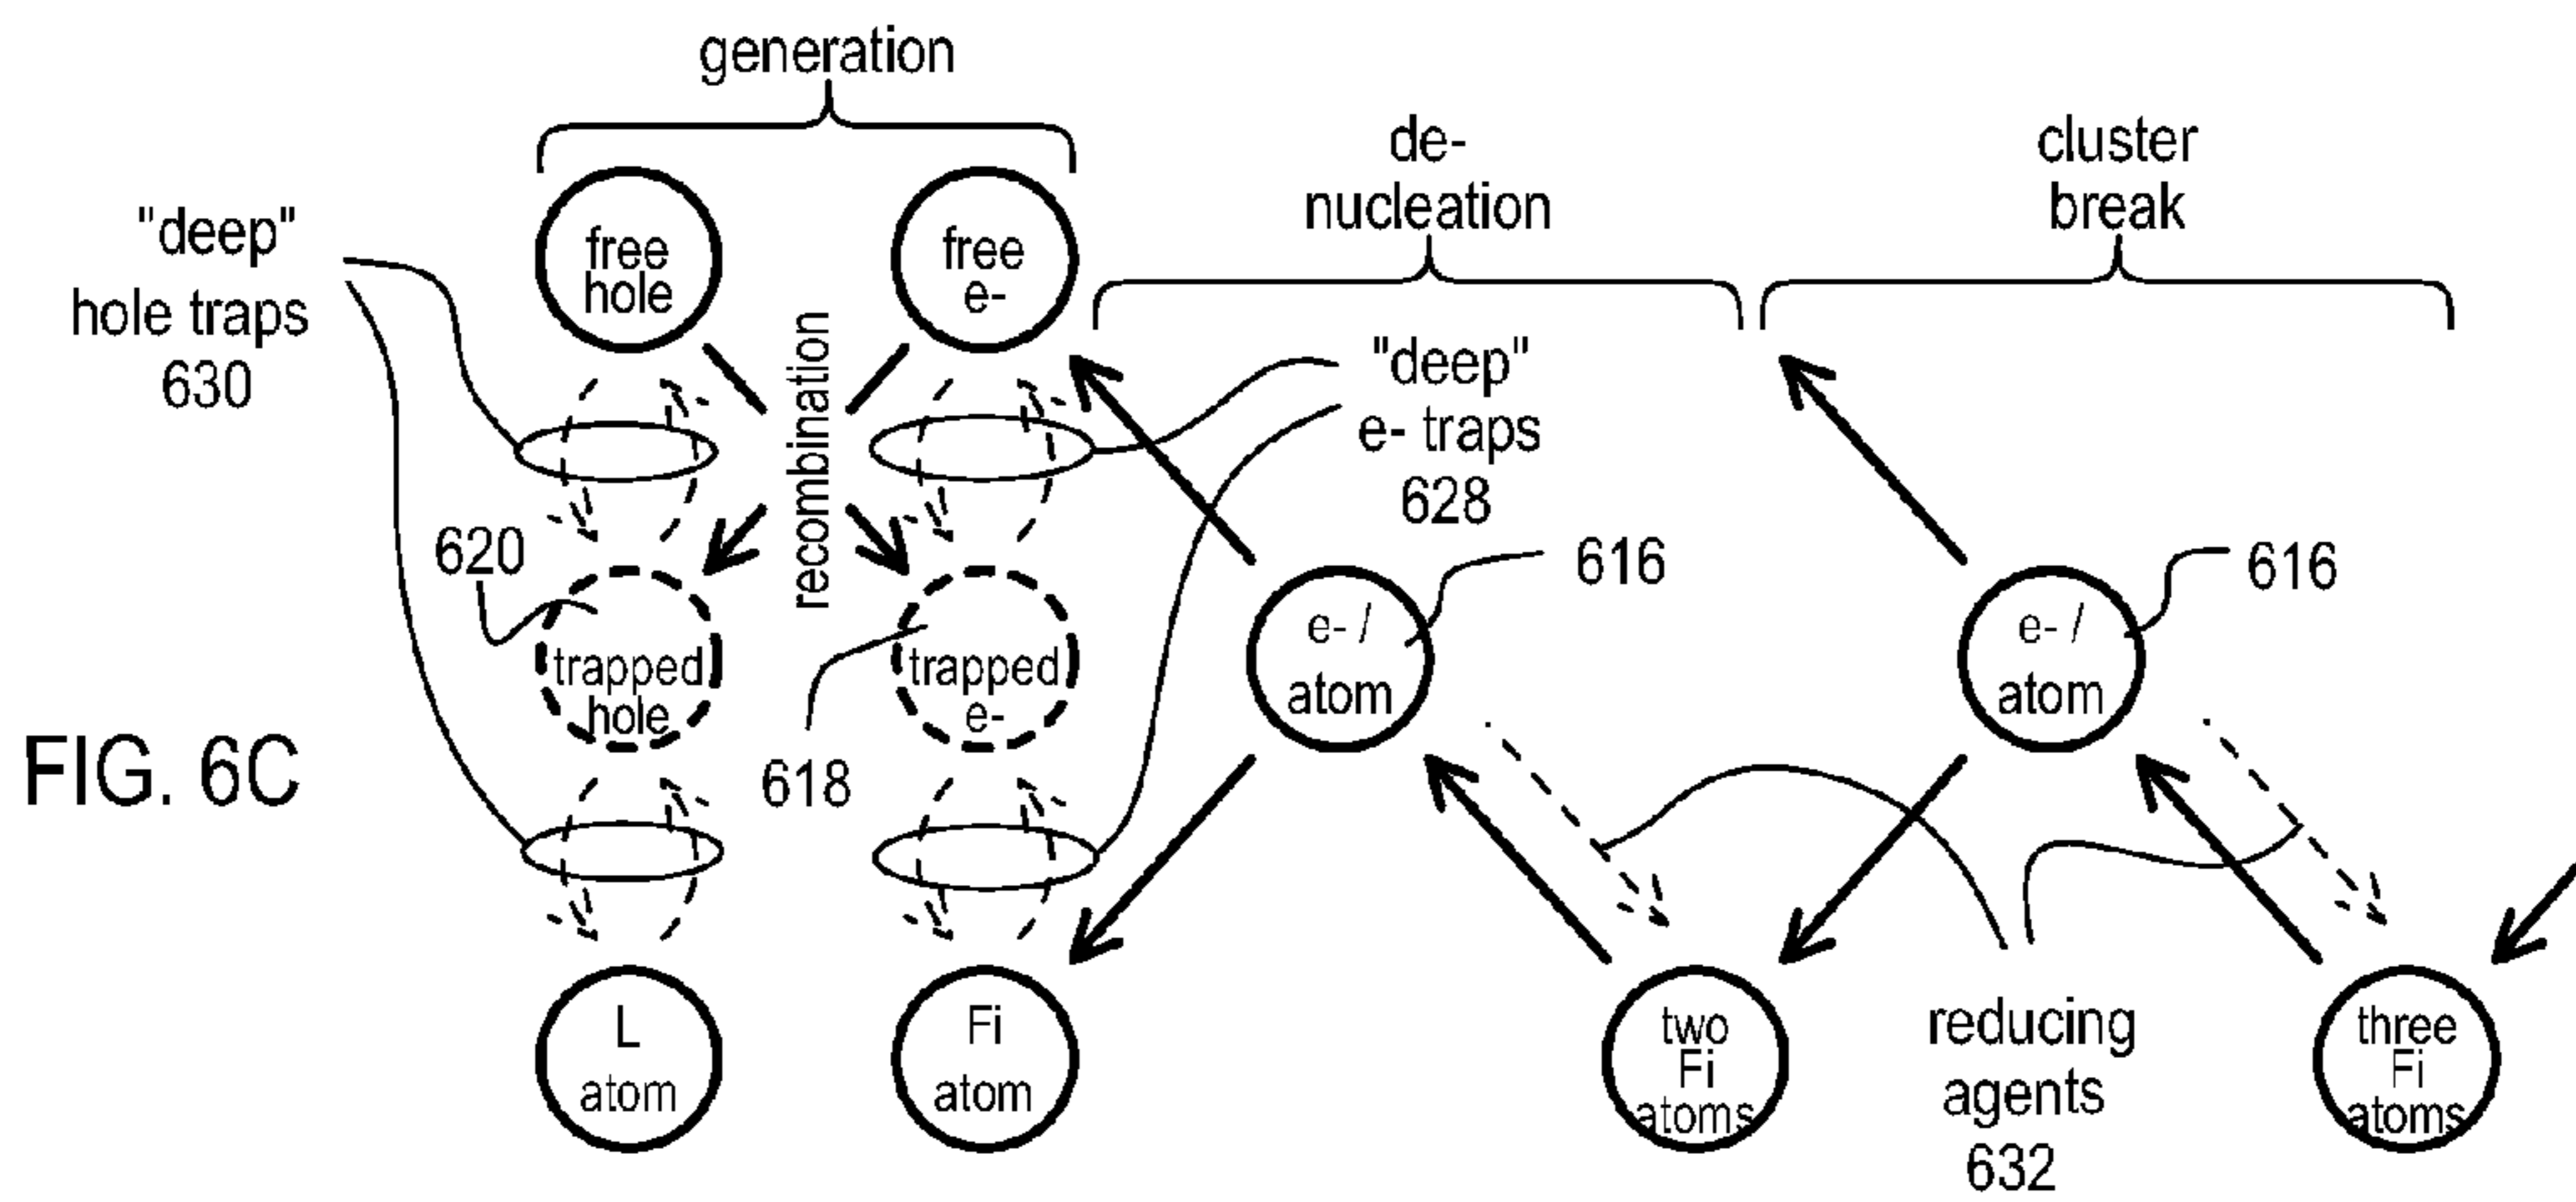 generation
de-
nucleation
cluster
break
"deep"
hole traps
630
free
hole
free
e-
recombination
"deep"
e- traps
628
620
616
616
trapped
hole
trapped
e-
e- /
atom
e- /
atom
618
FIG. 6C
L
atom
Fi
atom
two
Fi
atoms
reducing
agents
632
three
Fi
atoms